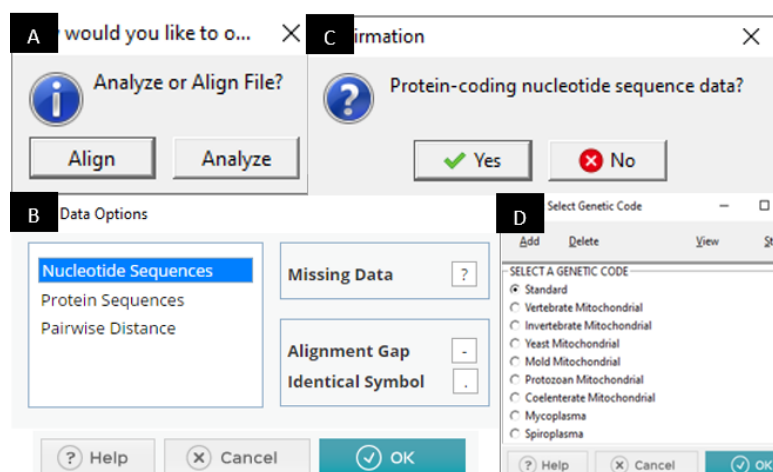 A
y would you like to o...
Analyze or Align File?
Align
Analyze
C
irmation
Protein-coding nucleotide sequence data?
Yes
No
B
Data Options
Nucleotide Sequences
Protein Sequences
Pairwise Distance
Missing Data ?
Alignment Gap -
Identical Symbol .
Help
Cancel
OK
D
Select Genetic Code
Add Delete View St
SELECT A GENETIC CODE
Standard
Vertebrate Mitochondrial
Invertebrate Mitochondrial
Yeast Mitochondrial
Mold Mitochondrial
Protozoan Mitochondrial
Coelenterate Mitochondrial
Mycoplasma
Spiroplasma
? Help
Cancel
OK